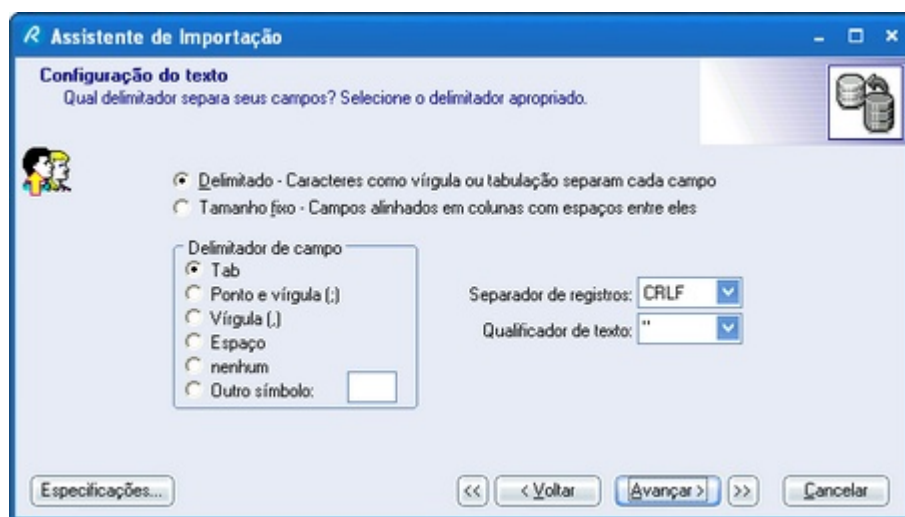 Assistente de Importação
Configuração do texto
Qual delimitador separa seus campos? Selecione o delimitador apropriado.
Delimitado - Caracteres como vírgula ou tabulação separam cada campo
Tamanho fixo - Campos alinhados em colunas com espaços entre eles
Delimitador de campo
Tab
Ponto e vírgula (;)
Vírgula (,)
Espaço
nenhum
Outro símbolo:
Separador de registros: CRLF
Qualificador de texto: "
Especificações...
<<
< Voltar
Avançar >
>>
Cancelar